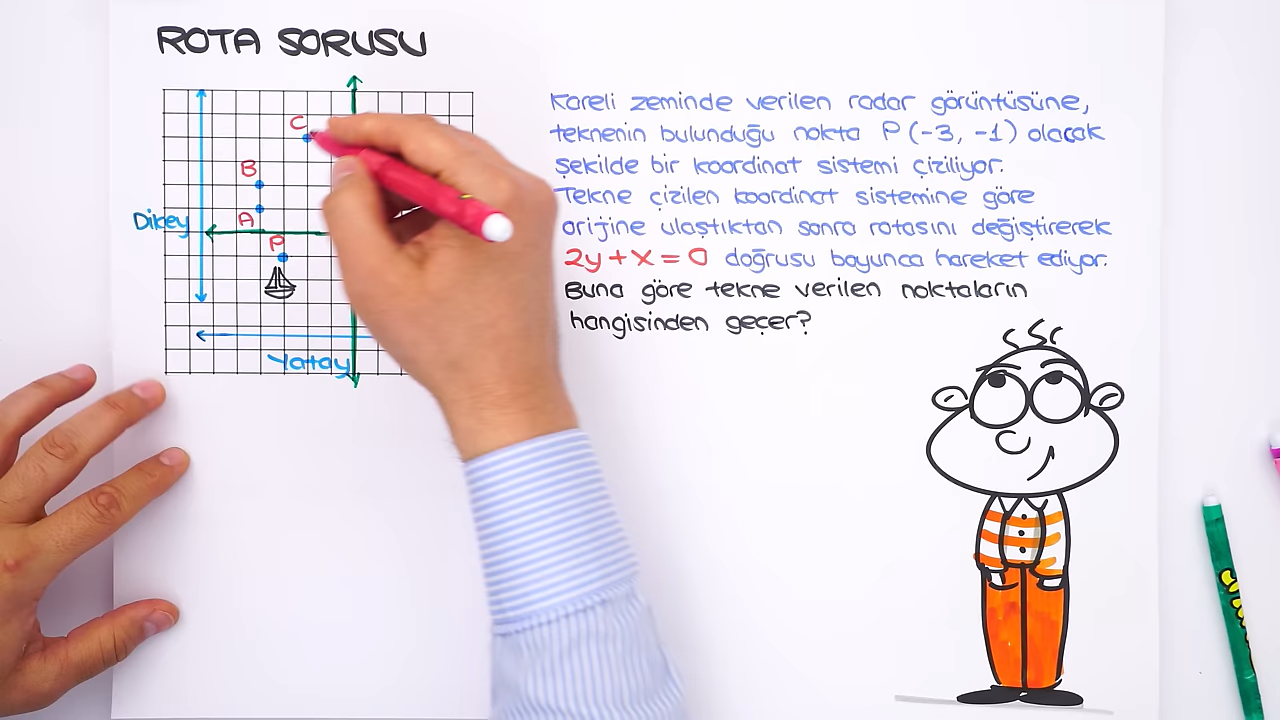 ROTA SORUSU
Kareli zeminde verilen radar görüntüsüne,
teknenin bulunduğu nokta P (-3, -1) olacak
şekilde bir koordinat sistemi çiziliyor.
Tekne çizilen koordinat sistemine göre
orijine ulaştıktan sonra rotasını değiştirerek
2y+x=0 doğrusu boyunca hareket ediyor.
Buna göre tekne verilen noktaların
hangisinden geçer?
C
B
A
Dikey
P
Yatay